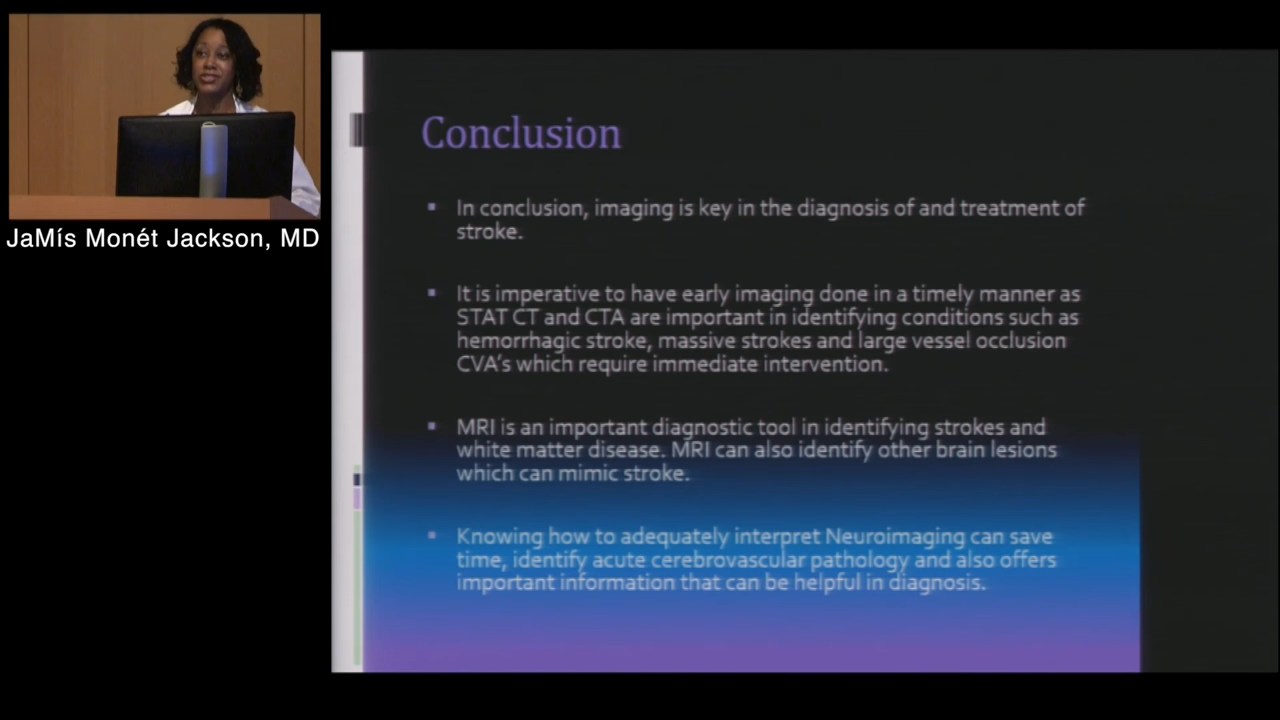 JaMís Monét Jackson, MD
Conclusion
In conclusion, imaging is key in the diagnosis of and treatment of
stroke.
It is imperative to have early imaging done in a timely manner as
STAT CT and CTA are important in identifying conditions such as
hemorrhagic stroke, massive strokes and large vessel occlusion
CVA's which require immediate intervention.
MRI is an important diagnostic tool in identifying strokes and
white matter disease. MRI can also identify other brain lesions
which can mimic stroke.
Knowing how to adequately interpret Neuroimaging can save
time, identify acute cerebrovascular pathology and also offers
important information that can be helpful in diagnosis.